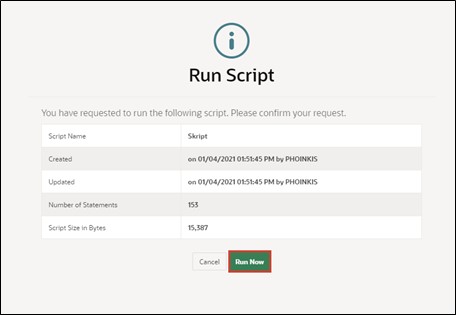 Run Script
You have requested to run the following script. Please confirm your request.
Script Name Skript
Created on 01/04/2021 01:51:45 PM by PHOINKIS
Updated on 01/04/2021 01:51:45 PM by PHOINKIS
Number of Statements 153
Script Size in Bytes 15,387
Cancel Run Now